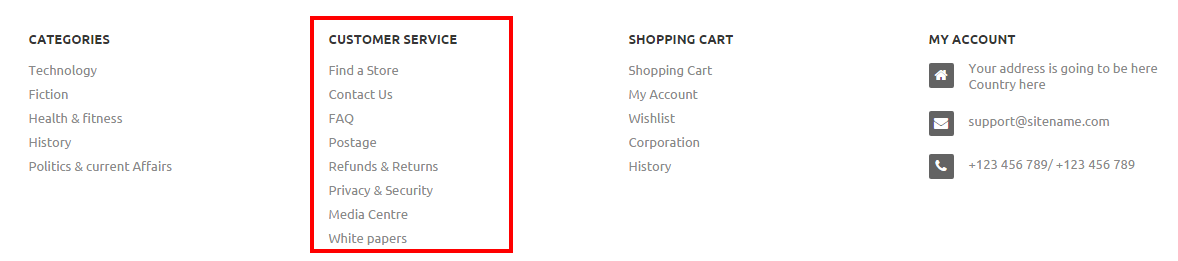 CATEGORIES
Technology
Fiction
Health & fitness
History
Politics & current Affairs
CUSTOMER SERVICE
Find a Store
Contact Us
FAQ
Postage
Refunds & Returns
Privacy & Security
Media Centre
White papers
SHOPPING CART
Shopping Cart
My Account
Wishlist
Corporation
History
MY ACCOUNT
Your address is going to be here
Country here
support@sitename.com
+123 456 789/ +123 456 789